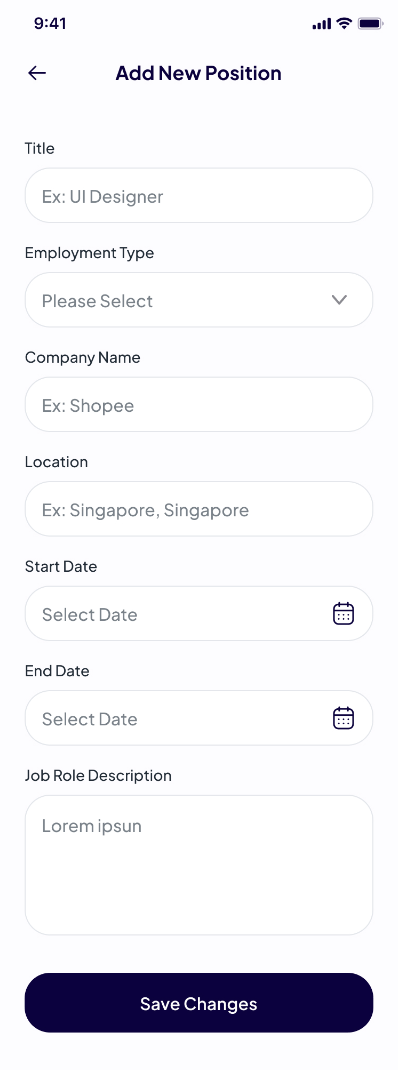 9:41
Add New Position
Title
Ex: UI Designer
Employment Type
Please Select
Company Name
Ex: Shopee
Location
Ex: Singapore, Singapore
Start Date
Select Date
End Date
Select Date
Job Role Description
Lorem ipsun
Save Changes